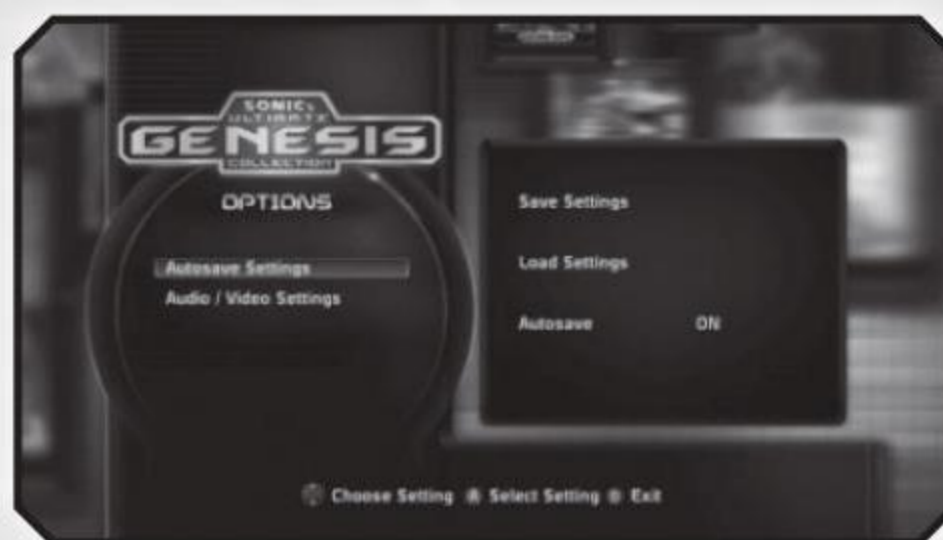 SONIC's
ULTIMATE
GENESIS
COLLECTION
OPTIONS
Autosave Settings
Audio / Video Settings
Save Settings
Load Settings
Autosave ON
Choose Setting A Select Setting B Exit